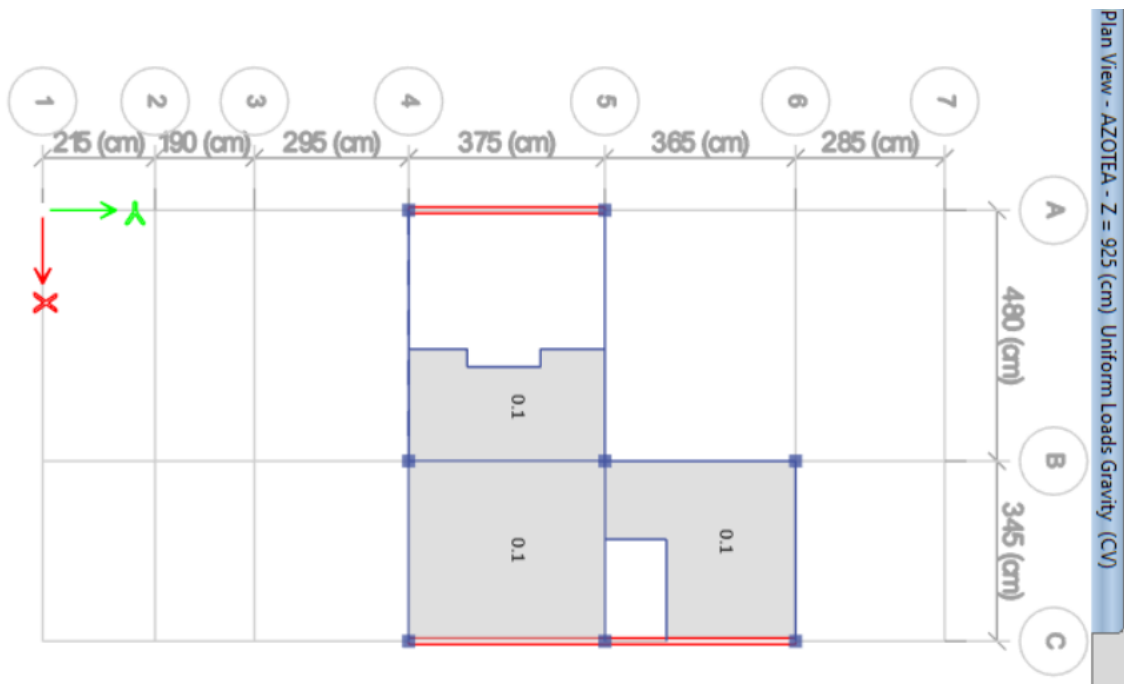 Plan View - AZOTEA - Z = 925 (cm) Uniform Loads Gravity (CV)
1 2 3 4 5 6 7
215 (cm) 190 (cm) 295 (cm) 375 (cm) 365 (cm) 285 (cm)
Y
X
A
480 (cm)
B
345 (cm)
C
0.1
0.1
0.1